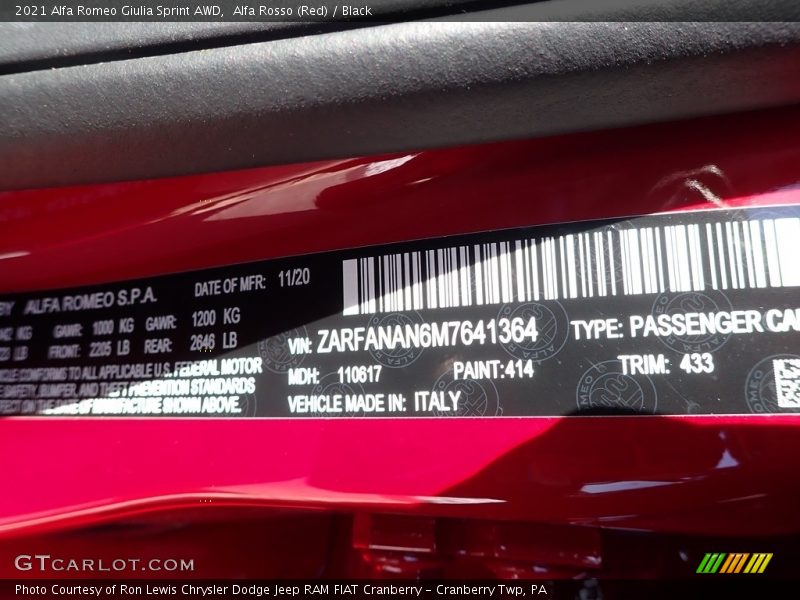 2021 Alfa Romeo Giulia Sprint AWD,  Alfa Rosso (Red) / Black
ALFA ROMEO S.P.A.
DATE OF MFR: 11/20
KG GAWR: 1000 KG GAWR: 1200 KG
LB FRONT: 2205 LB REAR: 2646 LB
CONFORMS TO ALL APPLICABLE U.S. FEDERAL MOTOR
SAFETY, BUMPER, AND THEFT PREVENTION STANDARDS
OF MANUFACTURE SHOWN ABOVE.
VIN: ZARFANAN6M7641364
TYPE: PASSENGER CA
MDH: 110617
PAINT:414
TRIM: 433
VEHICLE MADE IN: ITALY
GTCARLOT.COM
Photo Courtesy of Ron Lewis Chrysler Dodge Jeep RAM FIAT Cranberry – Cranberry Twp, PA